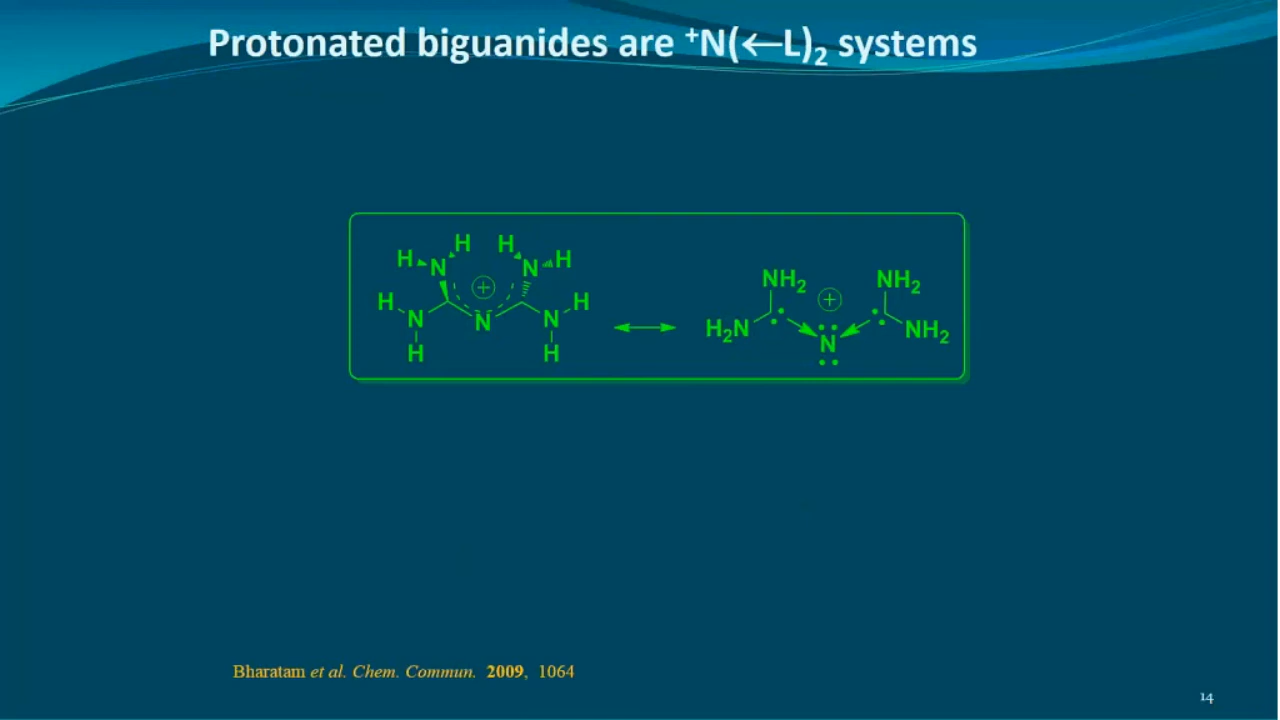 Protonated biguanides are ⁺N(←L)₂ systems
H H H H
N N
H N N N H
H H
NH₂ NH₂
H₂N N NH₂
Bharatam et al. Chem. Commun. 2009, 1064
14